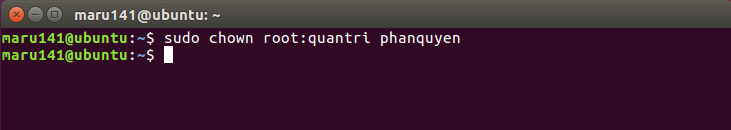 maru141@ubuntu: ~
maru141@ubuntu:~$ sudo chown root:quantri phanquyen
maru141@ubuntu:~$